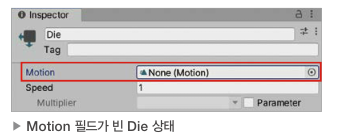 Inspector
Die
Tag
Motion None (Motion)
Speed 1
Multiplier Parameter
▶ Motion 필드가 빈 Die 상태